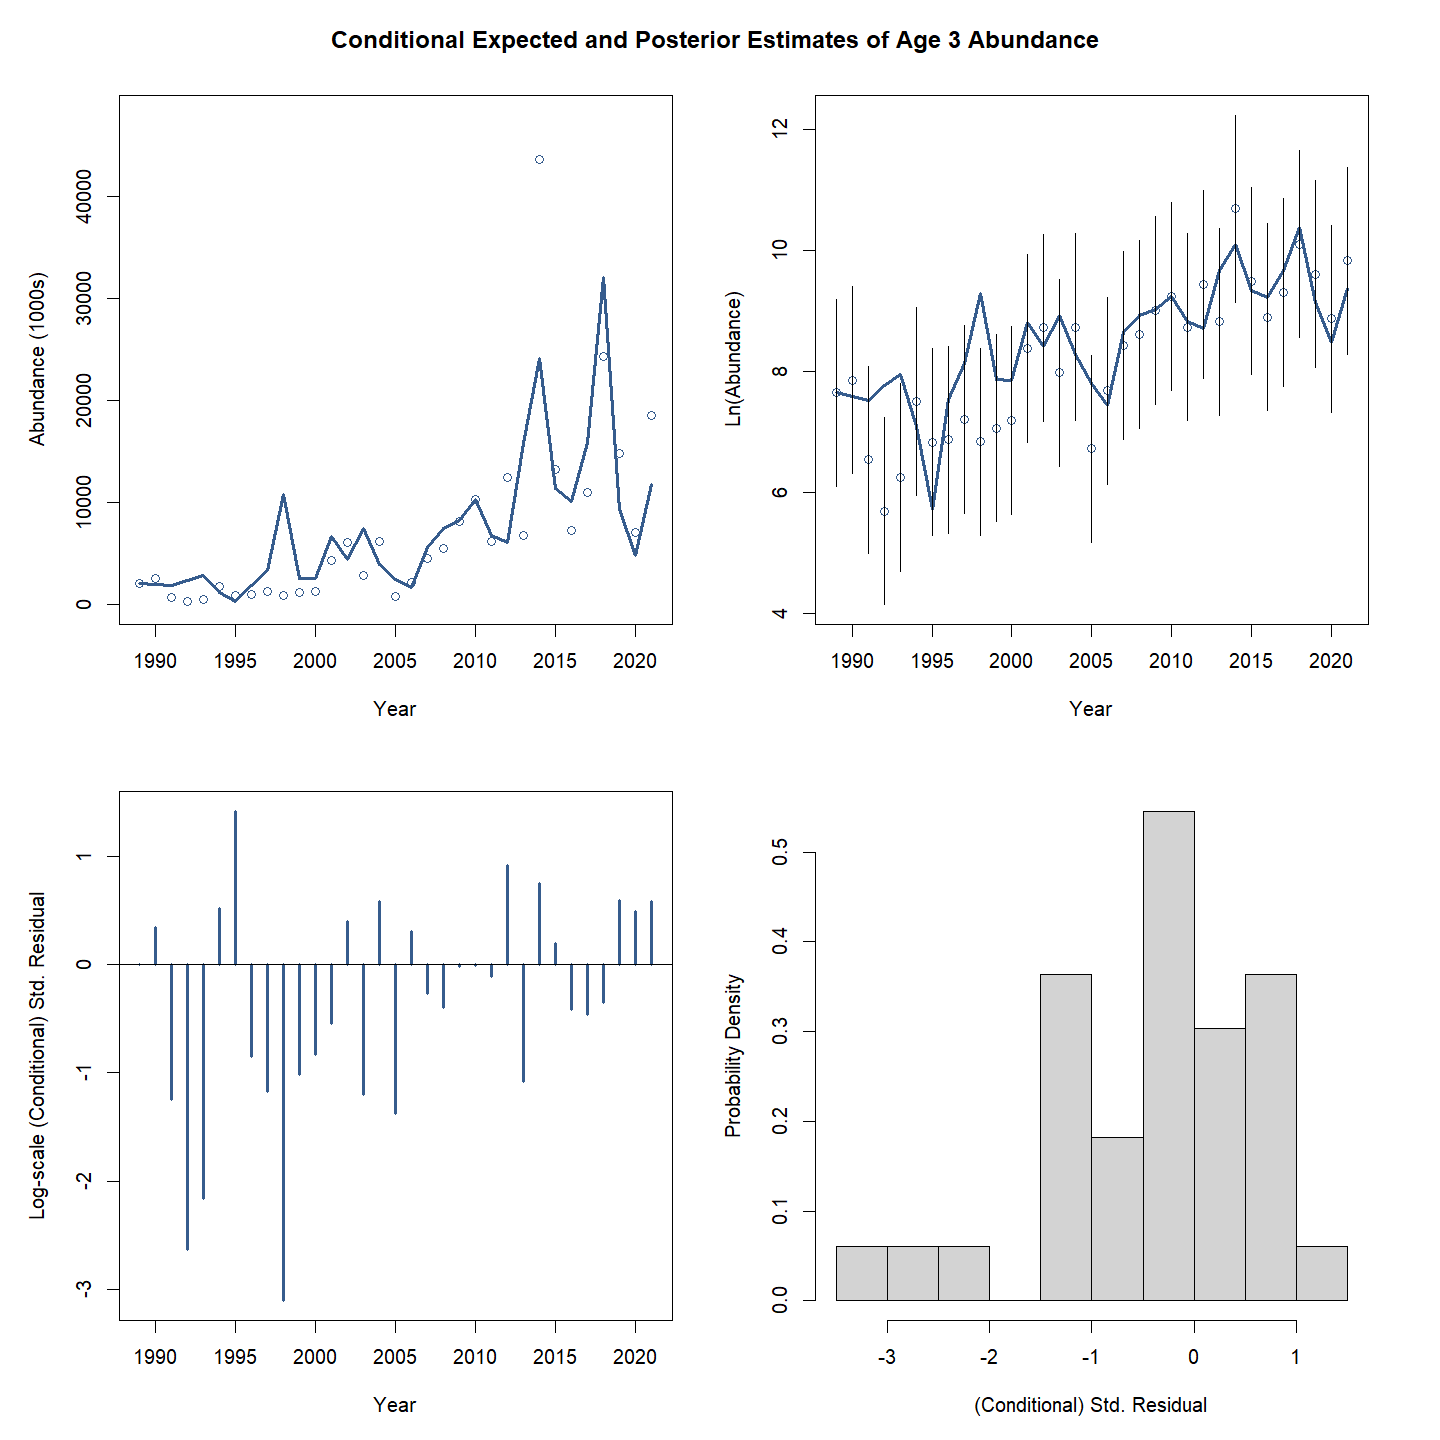 Conditional Expected and Posterior Estimates of Age 3 Abundance
Abundance (1000s)
40000
30000
20000
10000
0
1990 1995 2000 2005 2010 2015 2020
Year
Ln(Abundance)
12
10
8
6
4
1990 1995 2000 2005 2010 2015 2020
Year
Log-scale (Conditional) Std. Residual
1
0
-1
-2
-3
1990 1995 2000 2005 2010 2015 2020
Year
Probability Density
0.5
0.4
0.3
0.2
0.1
0.0
-3 -2 -1 0 1
(Conditional) Std. Residual